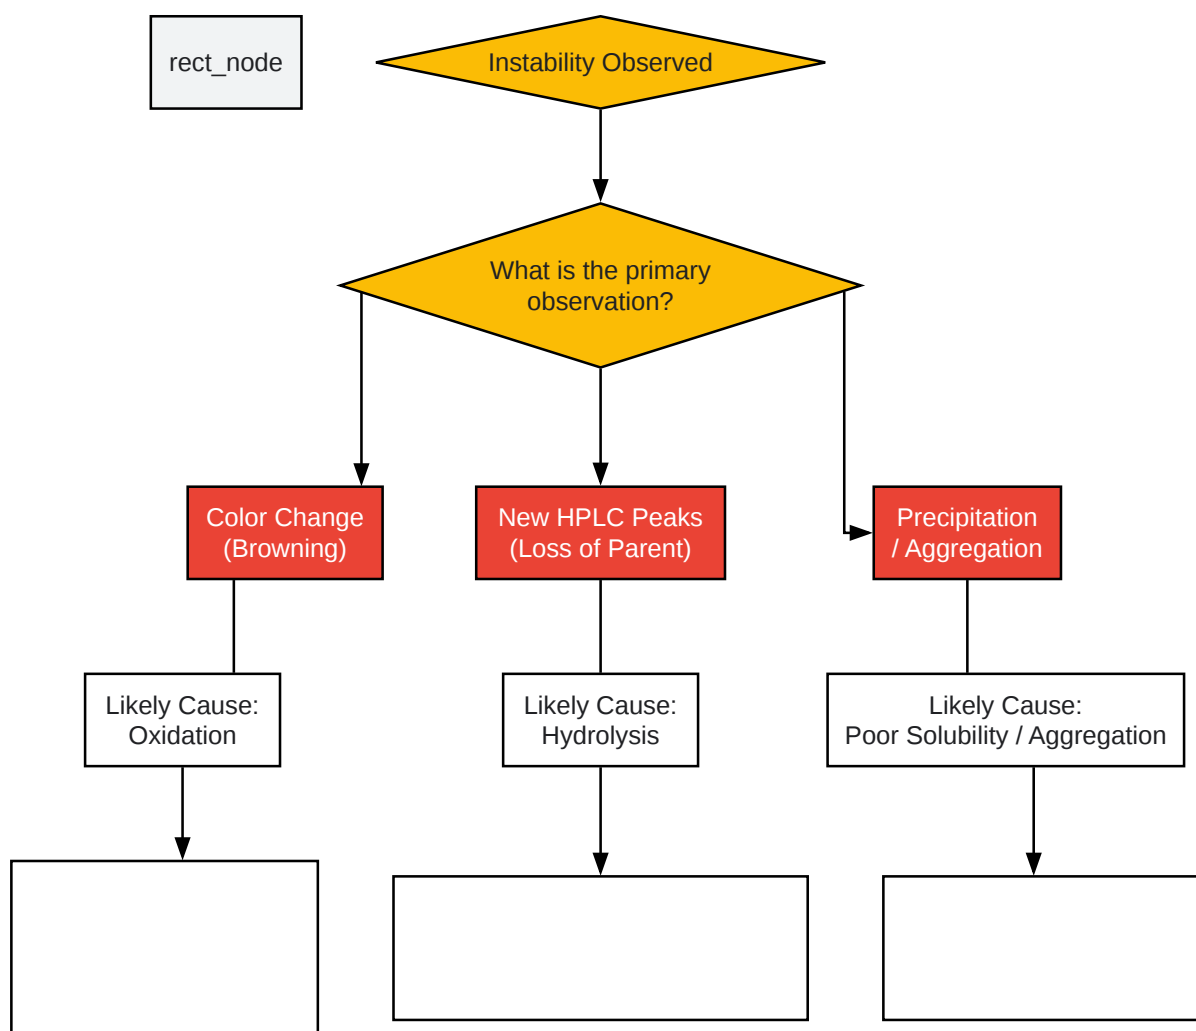 rect_node
Instability Observed
What is the primary
observation?
Color Change
(Browning)
New HPLC Peaks
(Loss of Parent)
Precipitation
/ Aggregation
Likely Cause:
Oxidation
Likely Cause:
Hydrolysis
Likely Cause:
Poor Solubility / Aggregation